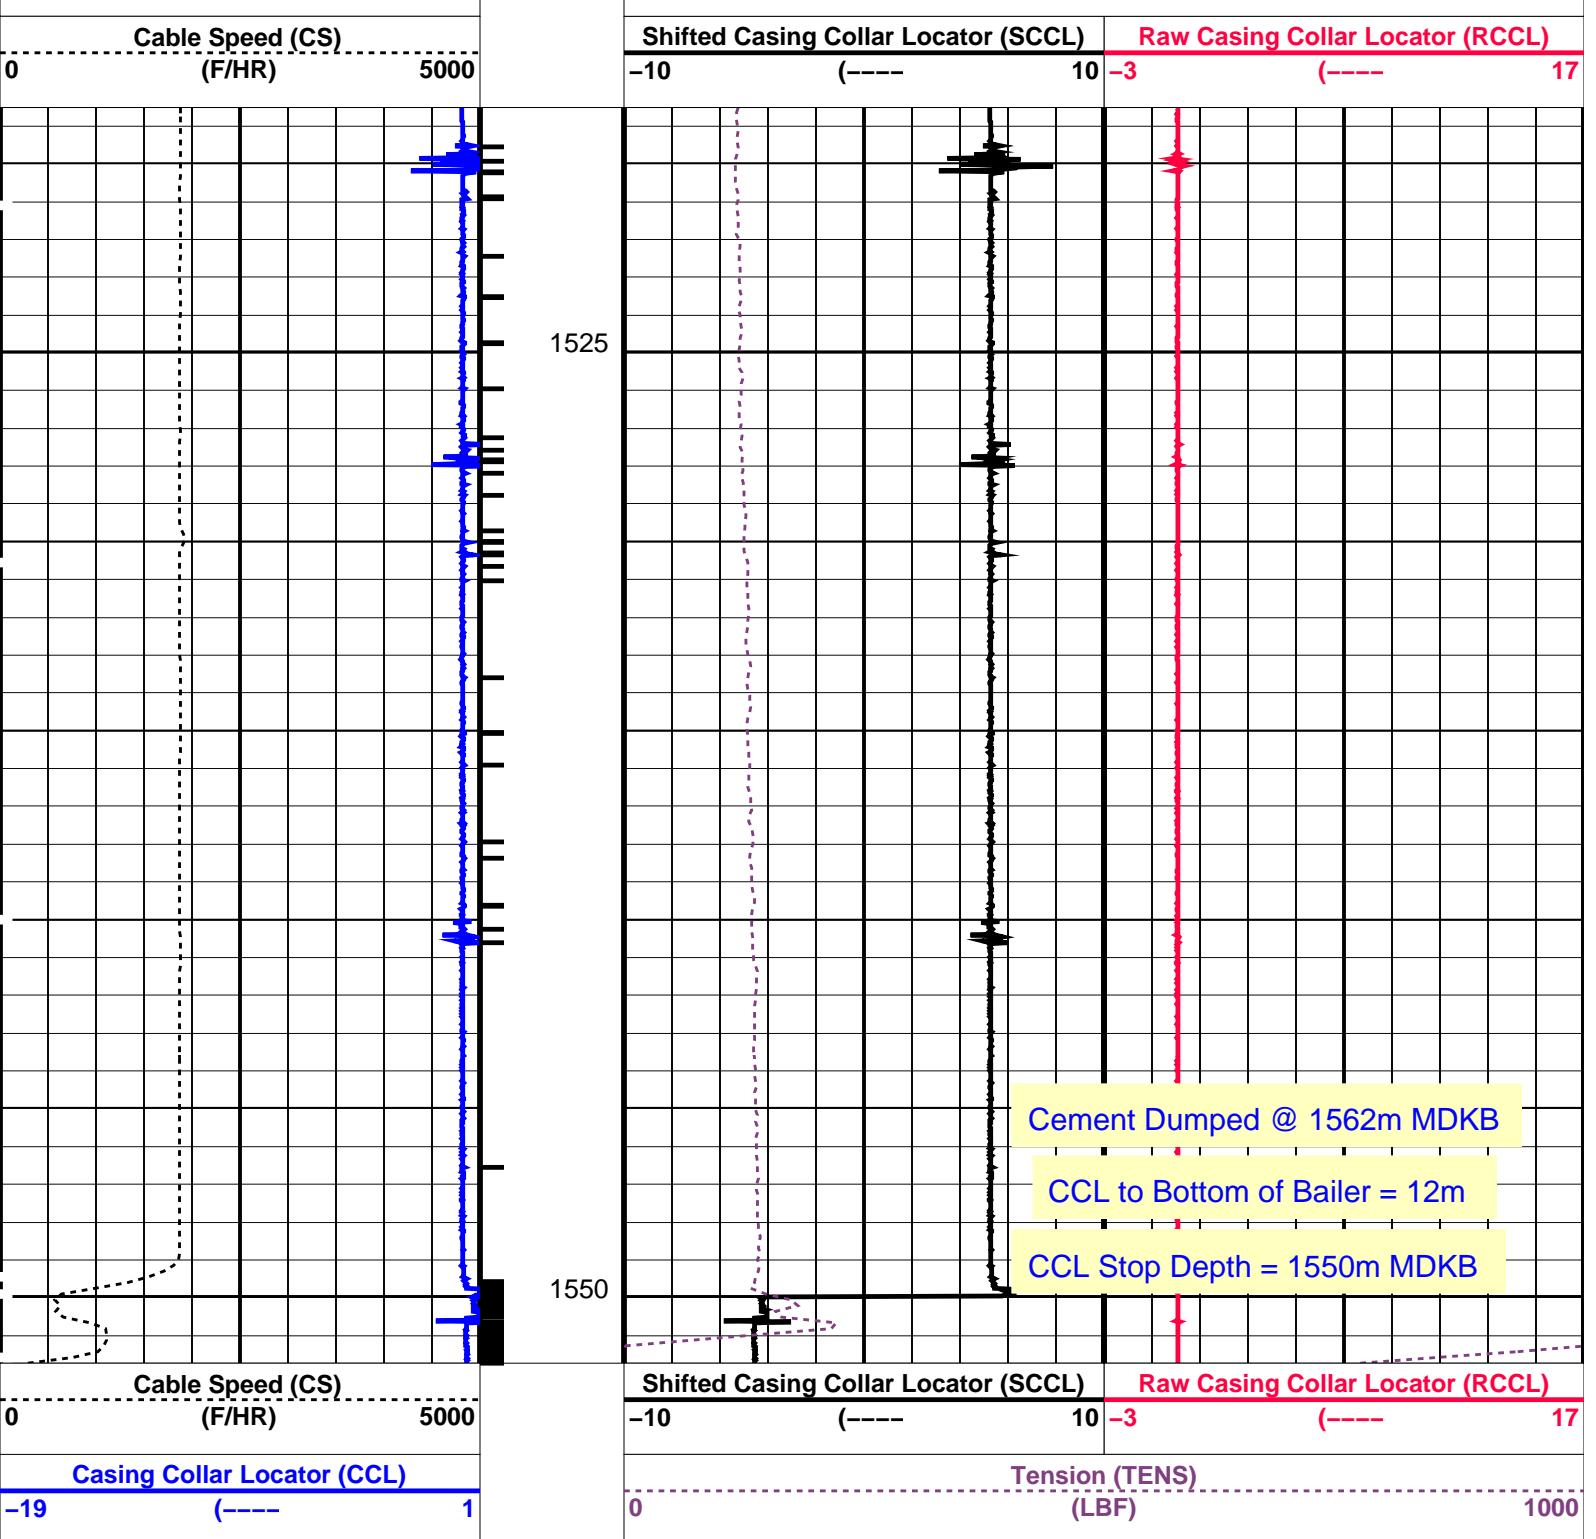 Cable Speed (CS)
(F/HR)
0 5000
Shifted Casing Collar Locator (SCCL)
−10 (−−−− 10
Raw Casing Collar Locator (RCCL)
−3 (−−−− 17
1525
Cement Dumped @ 1562m MDKB
CCL to Bottom of Bailer = 12m
CCL Stop Depth = 1550m MDKB
1550
Cable Speed (CS)
(F/HR)
0 5000
Shifted Casing Collar Locator (SCCL)
−10 (−−−− 10
Raw Casing Collar Locator (RCCL)
−3 (−−−− 17
Casing Collar Locator (CCL)
−19 (−−−− 1
Tension (TENS)
0 (LBF) 1000